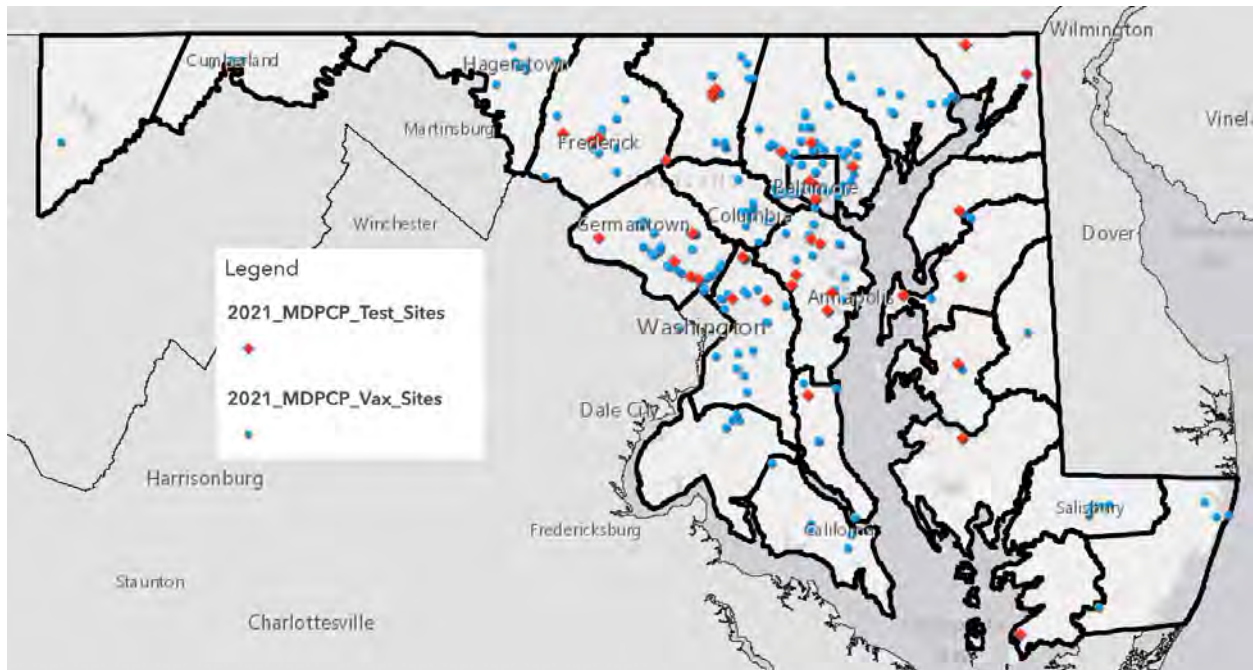 Wilmington
Cumberland
Hagerstown
Martinsburg
Frederick
Vinela
Baltimore
Columbia
Winchester
Germantown
Dover
Legend
2021_MDPCP_Test_Sites
2021_MDPCP_Vax_Sites
Annapolis
Washington
Dale City
Harrisonburg
Salisbury
Fredericksburg
California
Staunton
Charlottesville